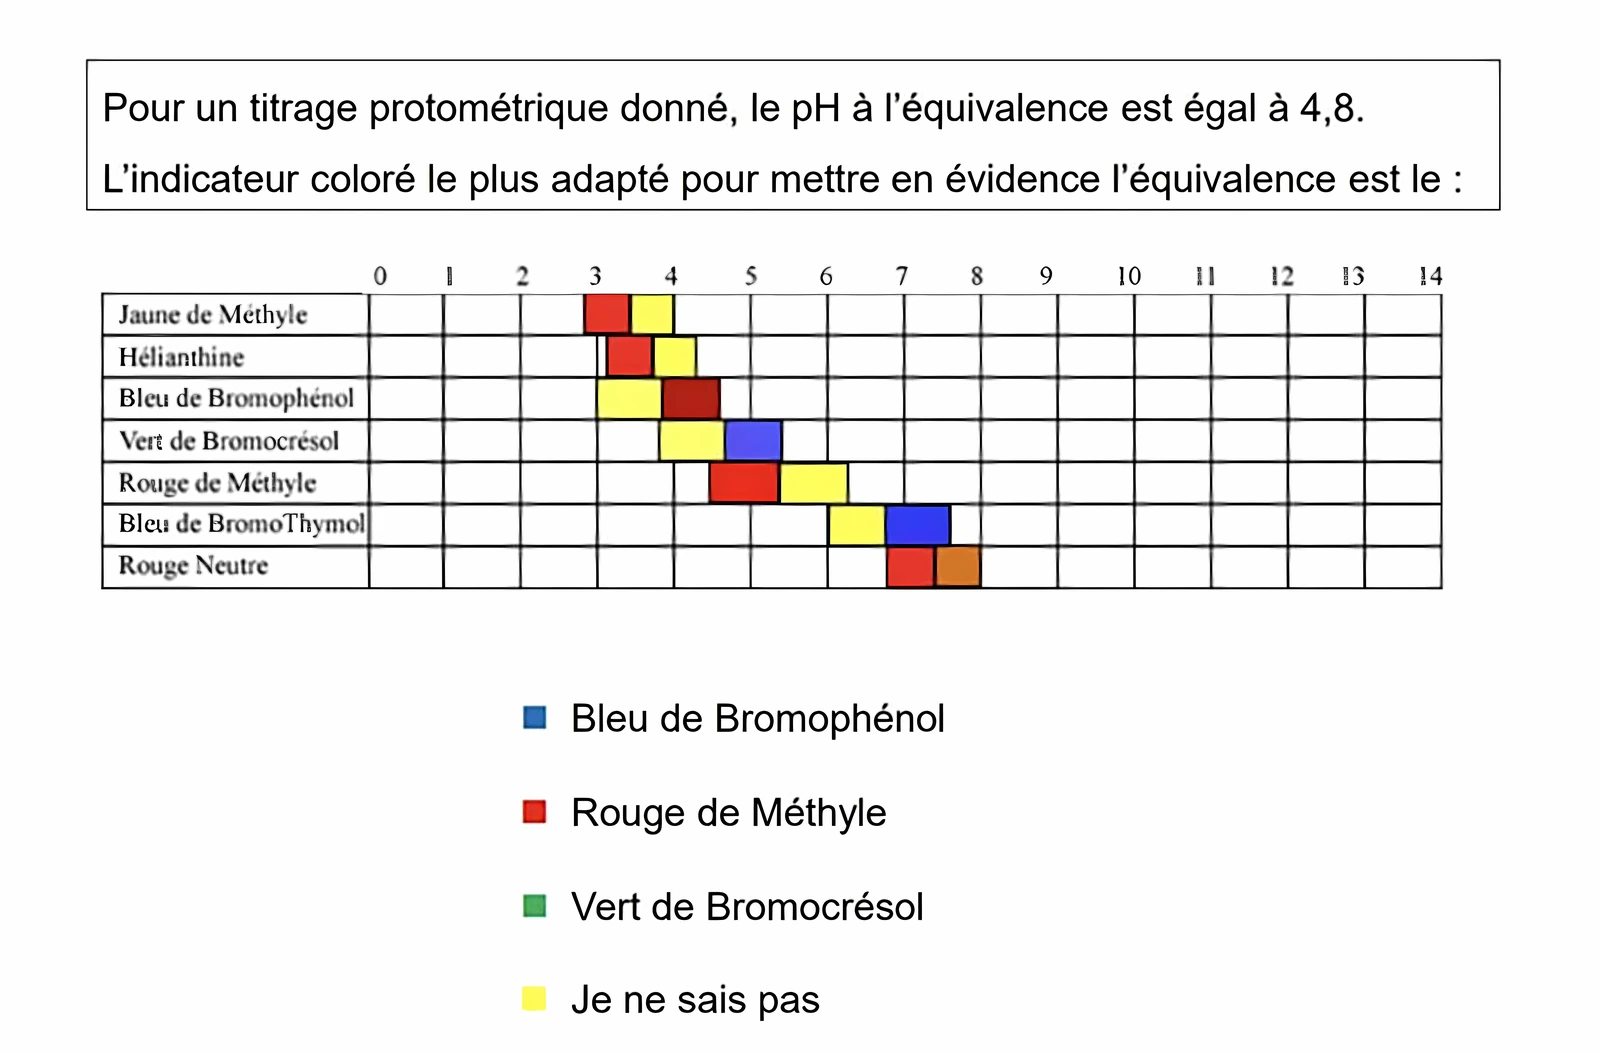 Pour un titrage protométrique donné, le pH à l’équivalence est égal à 4,8.
L’indicateur coloré le plus adapté pour mettre en évidence l’équivalence est le :
0 1 2 3 4 5 6 7 8 9 10 11 12 13 14
Jaune de Méthyle
Hélianthine
Bleu de Bromophénol
Vert de Bromocrésol
Rouge de Méthyle
Bleu de BromoThymol
Rouge Neutre
Bleu de Bromophénol
Rouge de Méthyle
Vert de Bromocrésol
Je ne sais pas